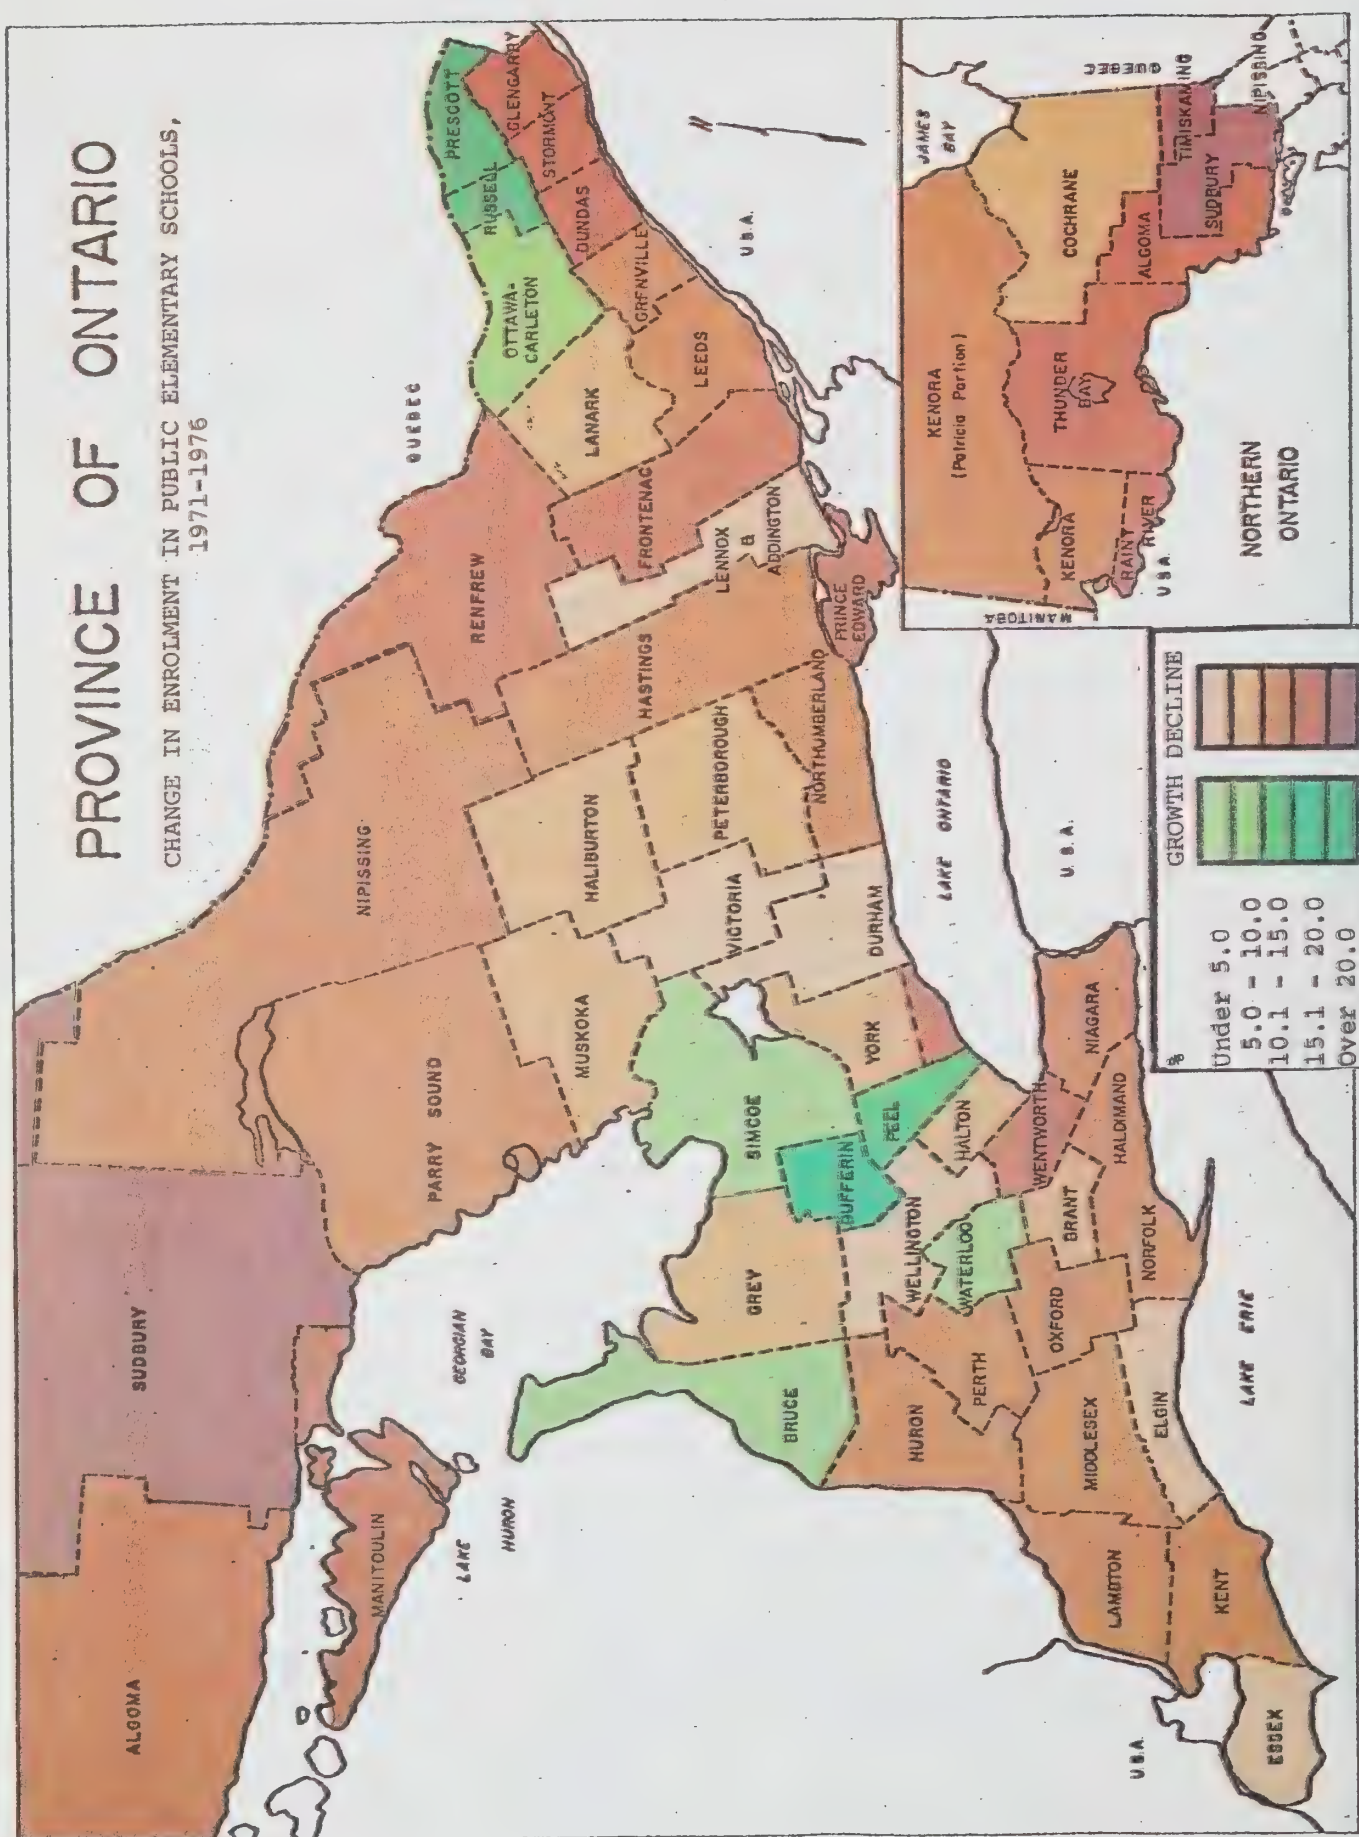 PROVINCE OF ONTARIO
CHANGE IN ENROLMENT IN PUBLIC ELEMENTARY SCHOOLS,
1971-1976
QUEBEC
PRESCOTT
GLENGARRY
RUSSELL
STORMONT
OTTAWA-
CARLETON
DUNDAS
GRENVILLE
LANARK
LEEDS
U.S.A.
RENFREW
FRONTENAC
LENNOX
&
ADDINGTON
HASTINGS
PRINCE
EDWARD
NIPISSING
HALIBURTON
PETERBOROUGH
NORTHUMBERLAND
VICTORIA
DURHAM
LAKE ONTARIO
U.S.A.
MUSKOKA
PARRY SOUND
YORK
SIMCOE
PEEL
DUFFERIN
HALTON
WENTWORTH
NIAGARA
HALDIMAND
SUDBURY
GREY
WELLINGTON
WATERLOO
BRANT
NORFOLK
GEORGIAN
BAY
BRUCE
HURON
PERTH
OXFORD
MIDDLESEX
ELGIN
LAKE ERIE
ALGOMA
MANITOULIN
LAKE
HURON
LAMBTON
KENT
ESSEX
U.S.A.
JAMES
BAY
QUEBEC
KENORA
(Patricia Portion)
COCHRANE
TIMISKAMING
NIPISSING
SUDBURY
ALGOMA
THUNDER
BAY
KENORA
RAINY
RIVER
MANITOBA
U.S.A.
NORTHERN
ONTARIO
% GROWTH DECLINE
Under 5.0
5.0 - 10.0
10.1 - 15.0
15.1 - 20.0
Over 20.0